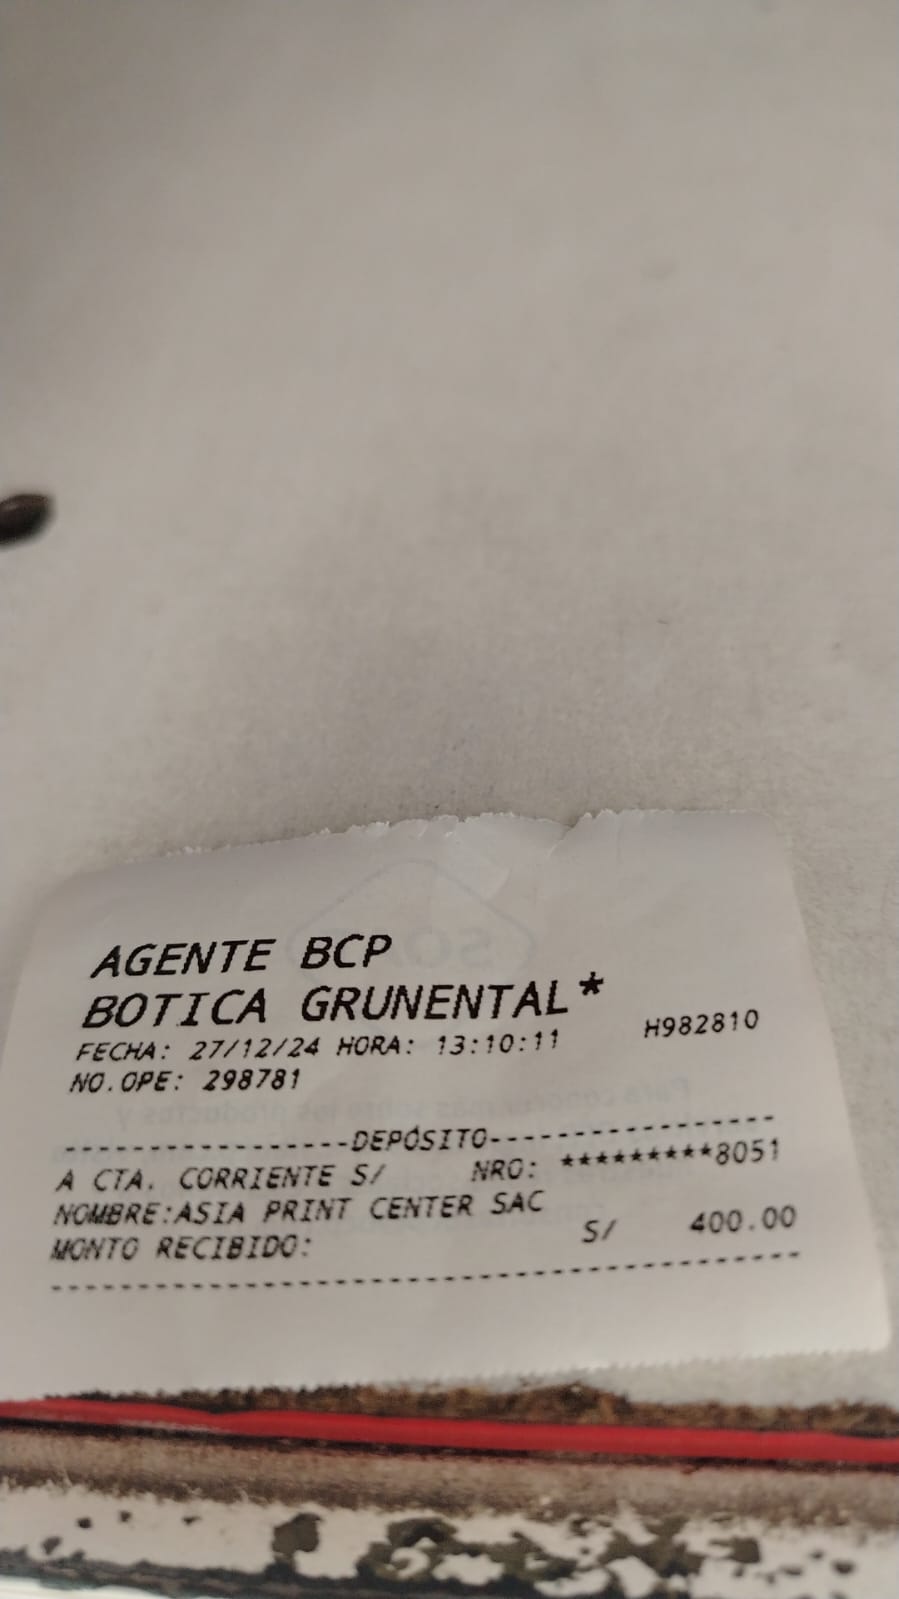 AGENTE BCP
BOTICA GRUNENTAL*
FECHA: 27/12/24 HORA: 13:10:11 H982810
NO.OPE: 298781
-----------------DEPÓSITO-----------------
A CTA. CORRIENTE S/ NRO: *********8051
NOMBRE:ASIA PRINT CENTER SAC
MONTO RECIBIDO: S/ 400.00